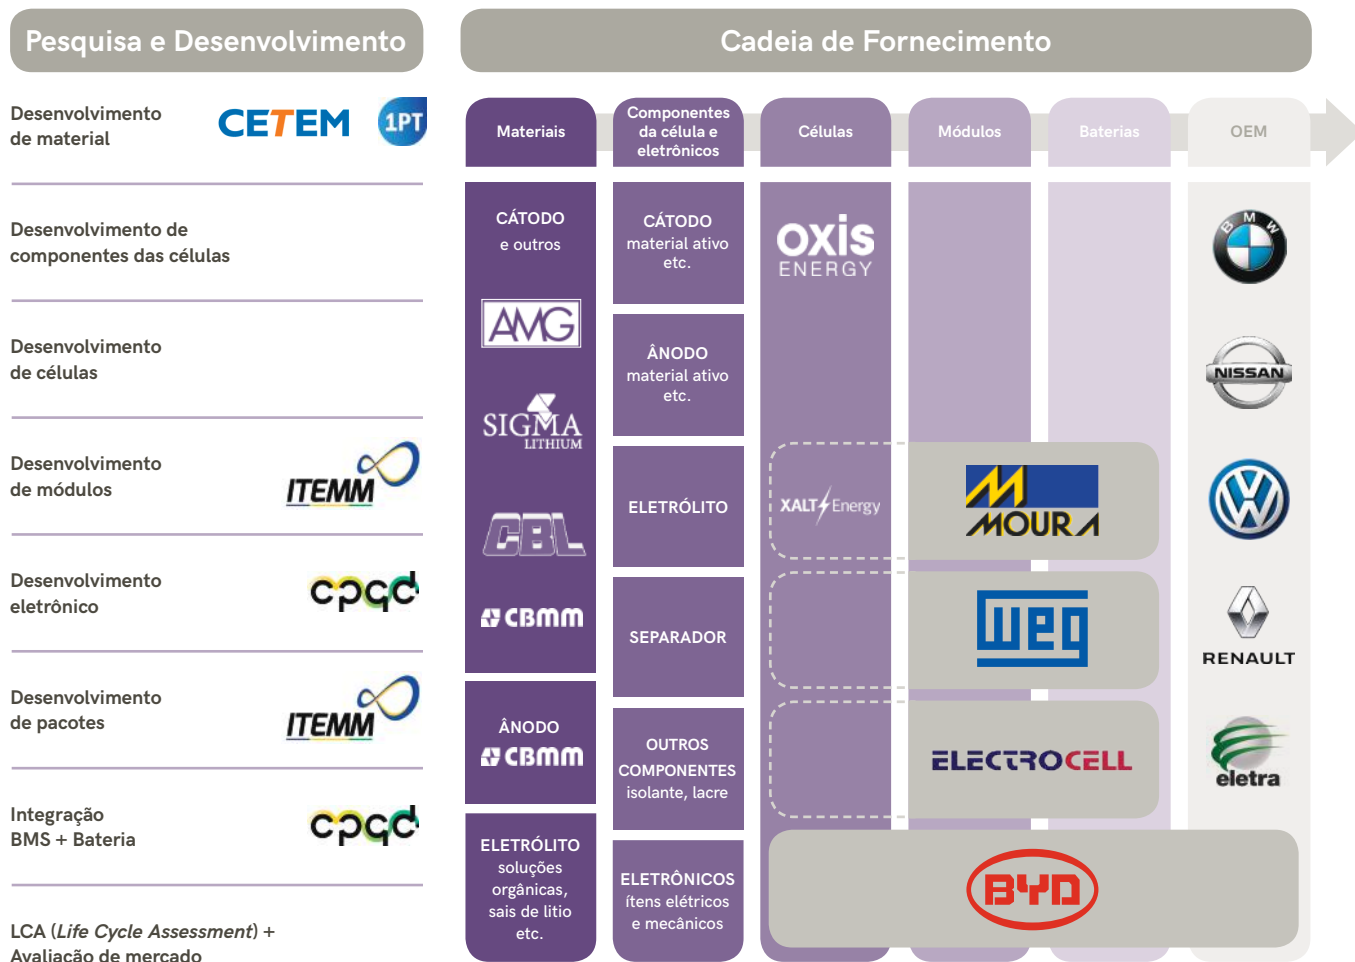 Pesquisa e Desenvolvimento
Cadeia de Fornecimento
Desenvolvimento
de material
CETEM
1PT
Desenvolvimento de
componentes das células
Desenvolvimento
de células
Desenvolvimento
de módulos
ITEMM
Desenvolvimento
eletrônico
cpqd
Desenvolvimento
de pacotes
ITEMM
Integração
BMS + Bateria
cpqd
LCA (Life Cycle Assessment) +
Avaliação de mercado
Materiais
Componentes
da célula e
eletrônicos
Células
Módulos
Baterias
OEM
CÁTODO
e outros
AMG
SIGMA
LITHIUM
CBL
CBMM
ÂNODO
CBMM
ELETRÓLITO
soluções
orgânicas,
sais de litio
etc.
CÁTODO
material ativo
etc.
ÂNODO
material ativo
etc.
ELETRÓLITO
SEPARADOR
OUTROS
COMPONENTES
isolante, lacre
ELETRÔNICOS
ítens elétricos
e mecânicos
OXIS
ENERGY
XALT Energy
MOURA
WEG
ELECTROCELL
BYD
BMW
NISSAN
VW
RENAULT
eletra